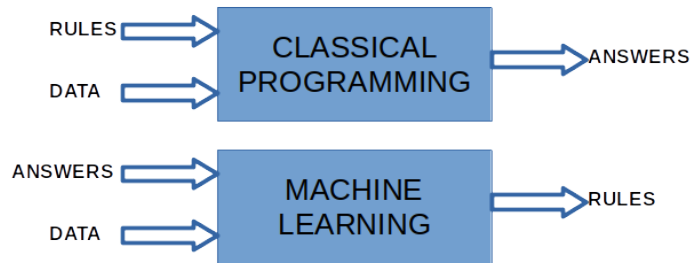 RULES
CLASSICAL
PROGRAMMING
ANSWERS
DATA
ANSWERS
MACHINE
LEARNING
RULES
DATA